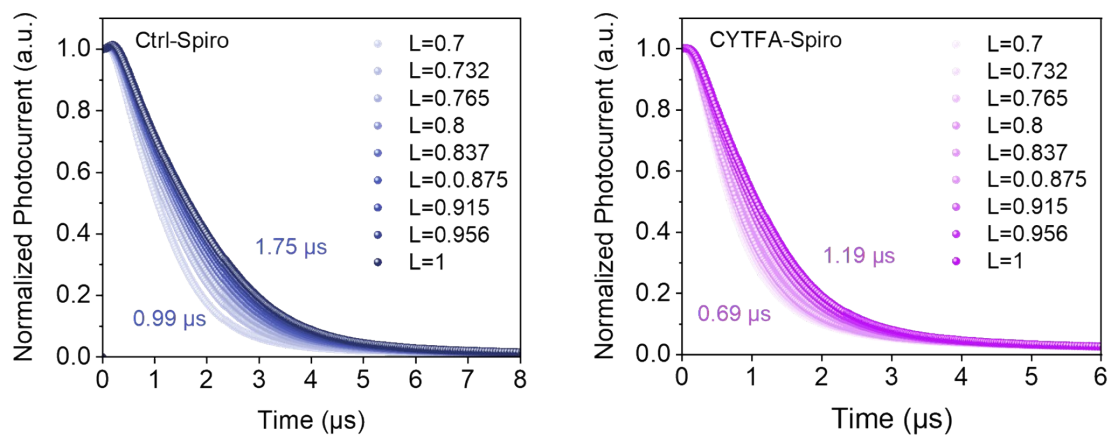 Ctrl-Spiro
Normalized Photocurrent (a.u.)
1.0
0.8
0.6
0.4
0.2
0.0
L=0.7
L=0.732
L=0.765
L=0.8
L=0.837
L=0.0.875
L=0.915
L=0.956
L=1
1.75 µs
0.99 µs
0 1 2 3 4 5 6 7 8
Time (µs)
CYTFA-Spiro
Normalized Photocurrent (a.u.)
1.0
0.8
0.6
0.4
0.2
0.0
L=0.7
L=0.732
L=0.765
L=0.8
L=0.837
L=0.0.875
L=0.915
L=0.956
L=1
1.19 µs
0.69 µs
0 1 2 3 4 5 6
Time (µs)